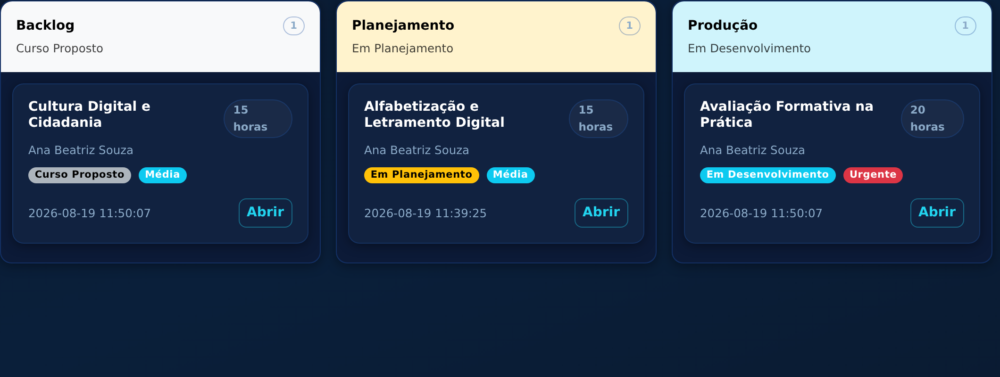 Backlog
1
Curso Proposto
Cultura Digital e
Cidadania
15
horas
Ana Beatriz Souza
Curso Proposto
Média
2026-08-19 11:50:07
Abrir
Planejamento
1
Em Planejamento
Alfabetização e
Letramento Digital
15
horas
Ana Beatriz Souza
Em Planejamento
Média
2026-08-19 11:39:25
Abrir
Produção
1
Em Desenvolvimento
Avaliação Formativa na
Prática
20
horas
Ana Beatriz Souza
Em Desenvolvimento
Urgente
2026-08-19 11:50:07
Abrir